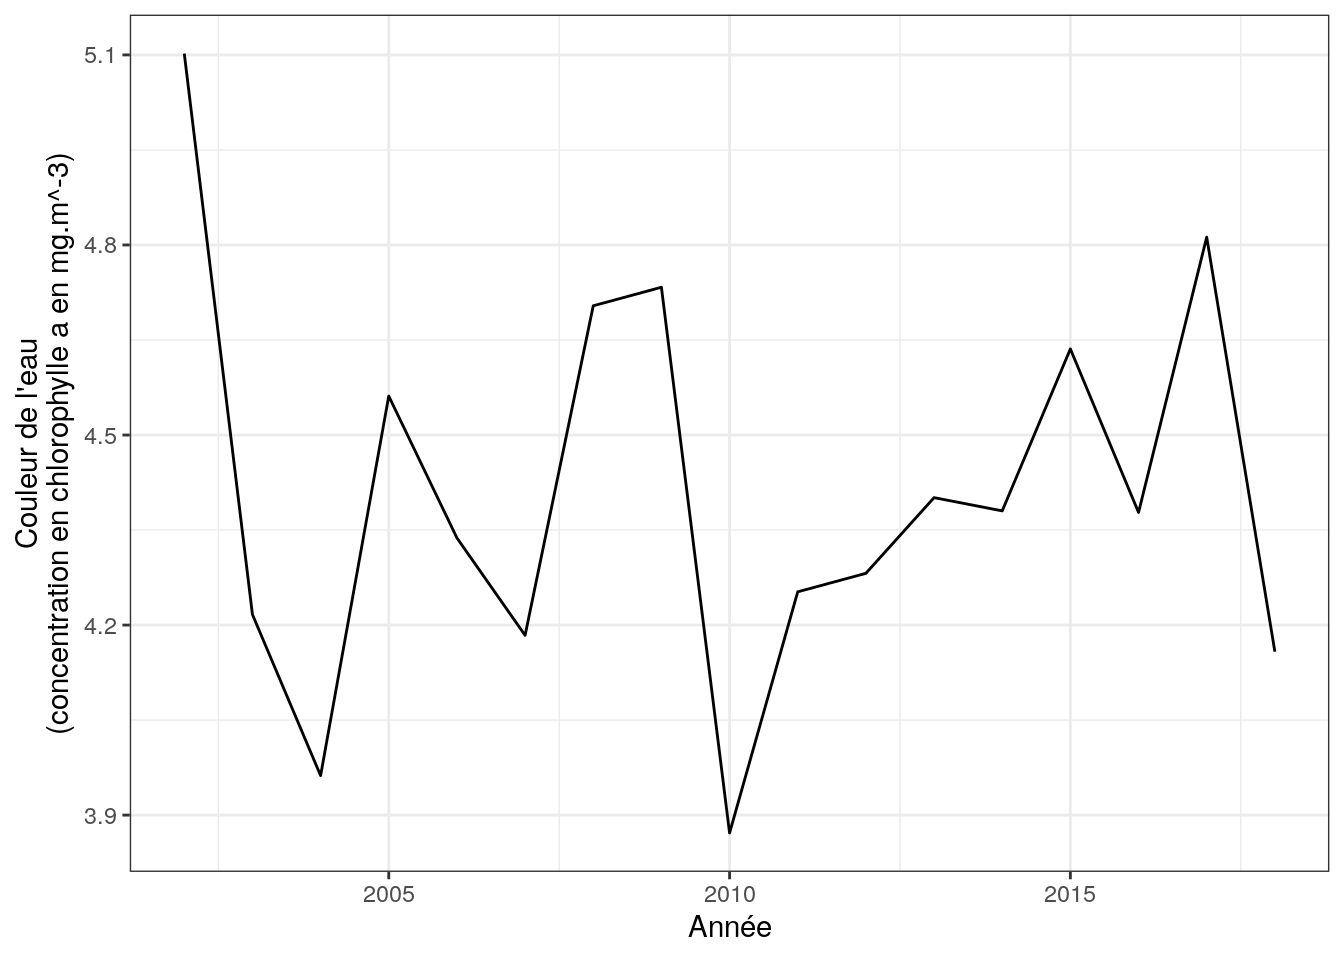 Couleur de l'eau
(concentration en chlorophylle a en mg.m^-3)
5.1
4.8
4.5
4.2
3.9
2005
2010
2015
Année